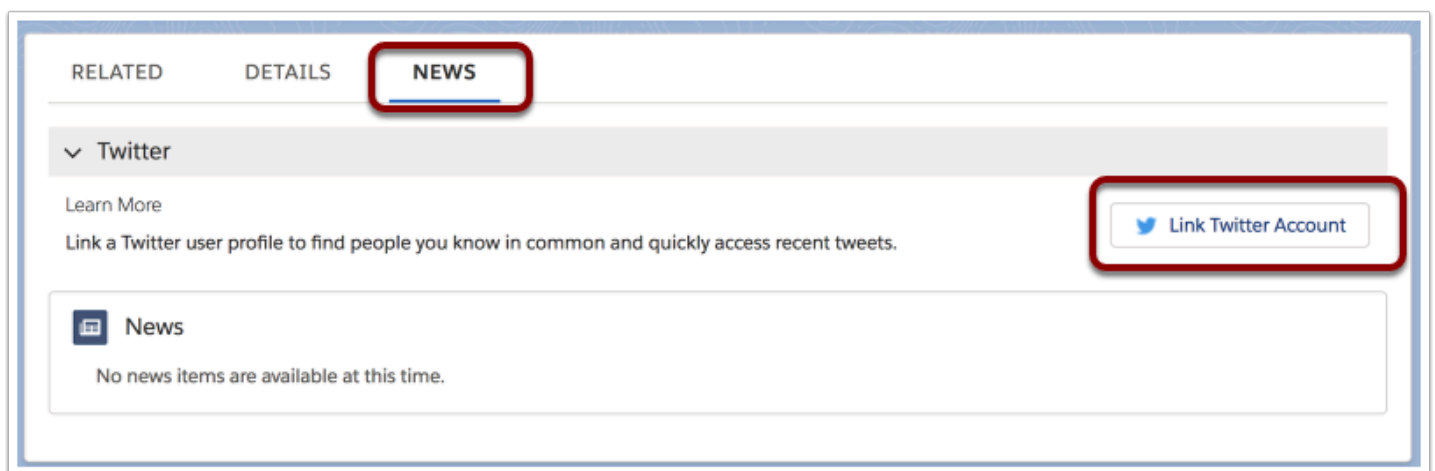 RELATED DETAILS NEWS
Twitter
Learn More
Link a Twitter user profile to find people you know in common and quickly access recent tweets.
Link Twitter Account
News
No news items are available at this time.